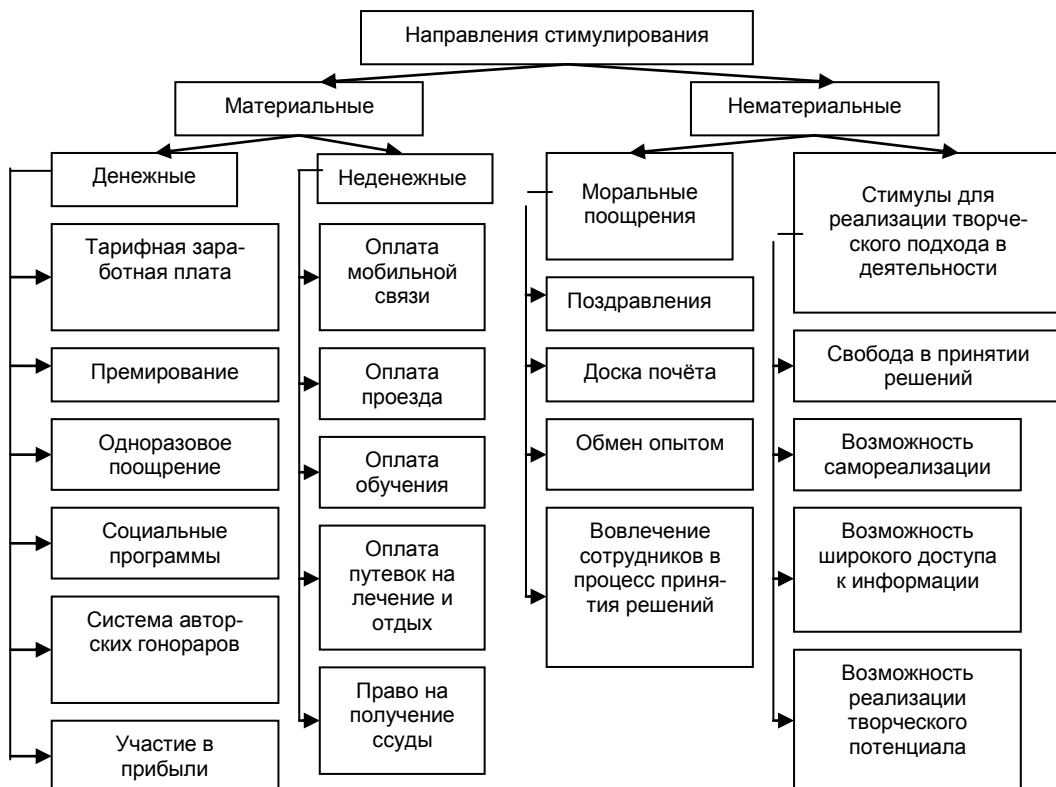 Направления стимулирования
Материальные
Нематериальные
Денежные
Неденежные
Моральные
поощрения
Стимулы для
реализации творче-
ского подхода в
деятельности
Тарифная зара-
ботная плата
Премирование
Одноразовое
поощрение
Социальные
программы
Система автор-
ских гонораров
Участие в
прибыли
Оплата
мобильной
связи
Оплата
проезда
Оплата
обучения
Оплата
путевок на
лечение и
отдых
Право на
получение
ссуды
Поздравления
Доска почёта
Обмен опытом
Вовлечение
сотрудников в
процесс приня-
тия решений
Свобода в принятии
решений
Возможность
самореализации
Возможность
широкого доступа
к информации
Возможность
реализации
творческого
потенциала